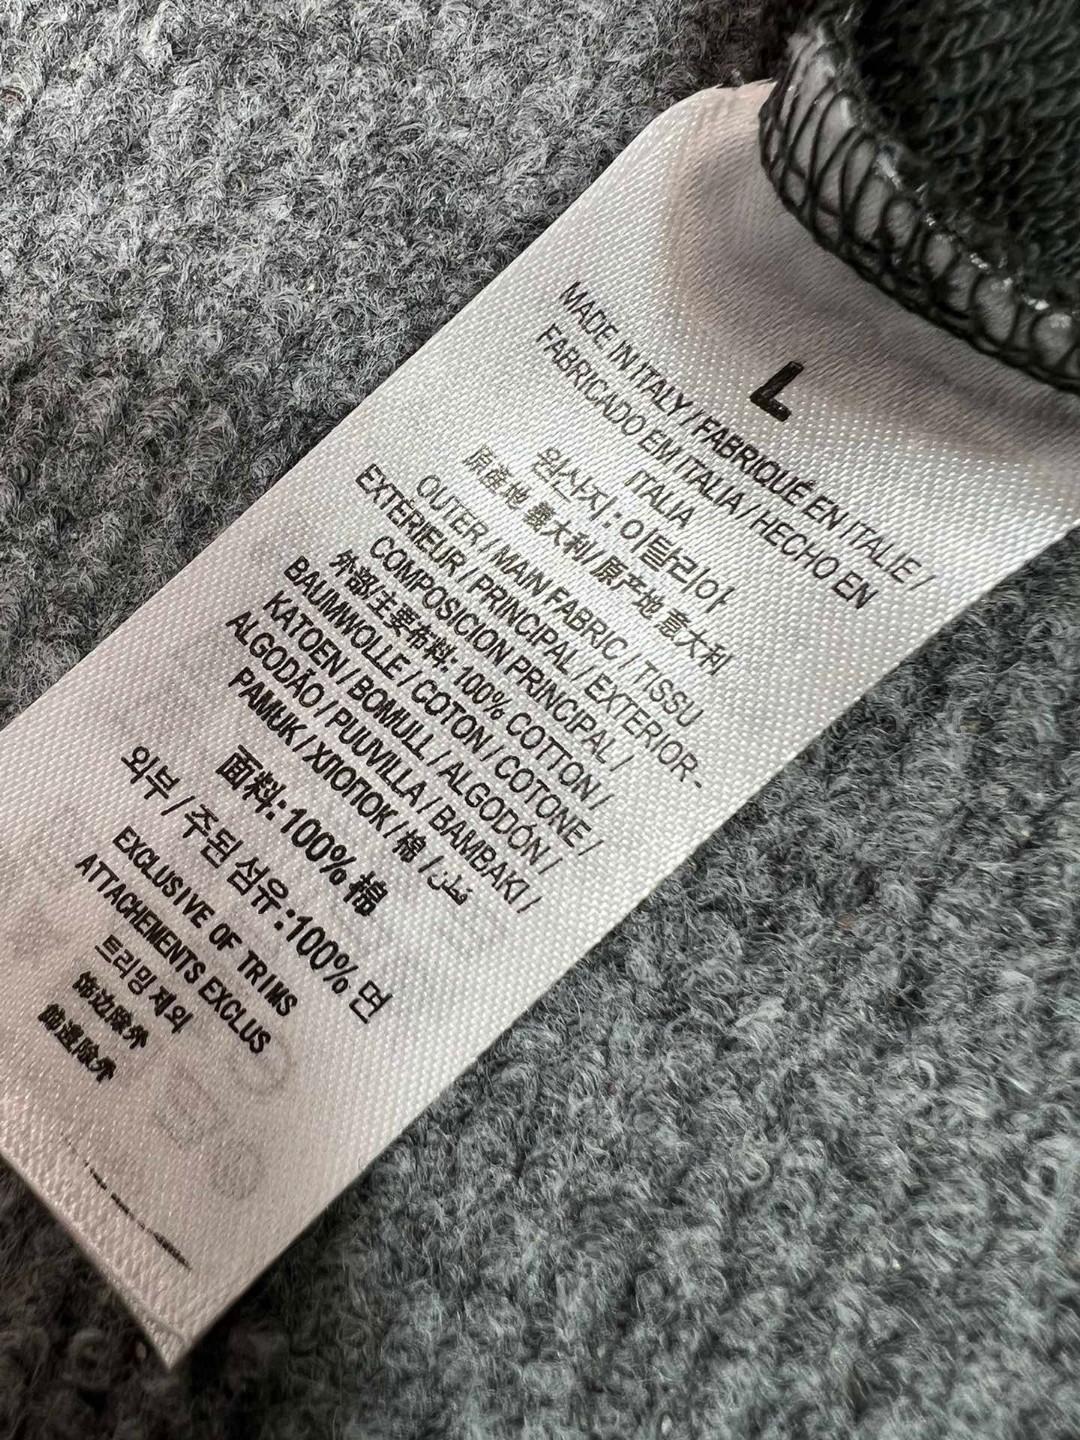 L
MADE IN ITALY / FABRIQUÉ EN ITALIE /
FABRICADO EM ITALIA / HECHO EN
ITALIA
원산지 : 이탈리아
原產地 義大利/ 原产地 意大利
OUTER / MAIN FABRIC / TISSU
EXTÉRIEUR / PRINCIPAL / EXTERIOR-
COMPOSICION PRINCIPAL /
外部主要布料: 100% COTTON /
BAUMWOLLE / COTON / COTONE /
KATOEN / BOMULL / ALGODÓN /
ALGODÃO / PUUVILLA / BAMBAKI /
PAMUK / ХЛОПОК / 棉 / قطن
面料:100% 棉
외부 / 주된 섬유:100% 면
EXCLUSIVE OF TRIMS
ATTACHEMENTS EXCLUS
트리밍 제외
饰边除外
飾邊除外